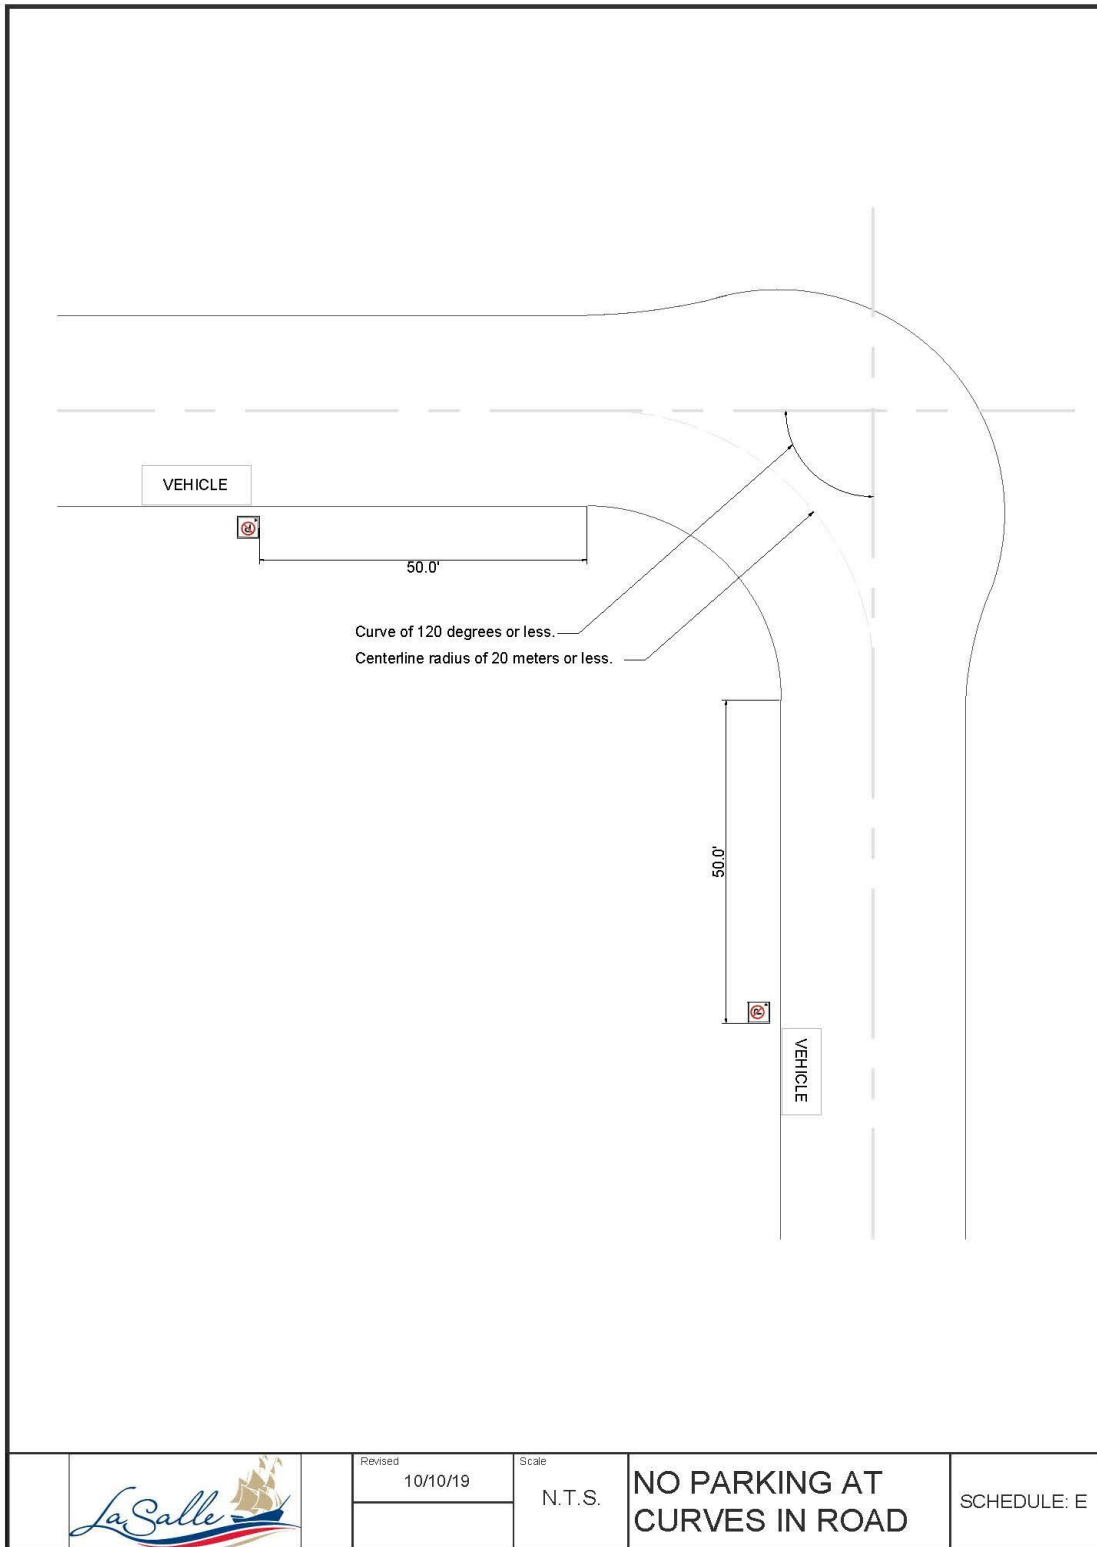 VEHICLE
50.0'
Curve of 120 degrees or less.
Centerline radius of 20 meters or less.
50.0'
VEHICLE
LaSalle
Revised
10/10/19
Scale
N.T.S.
NO PARKING AT
CURVES IN ROAD
SCHEDULE: E